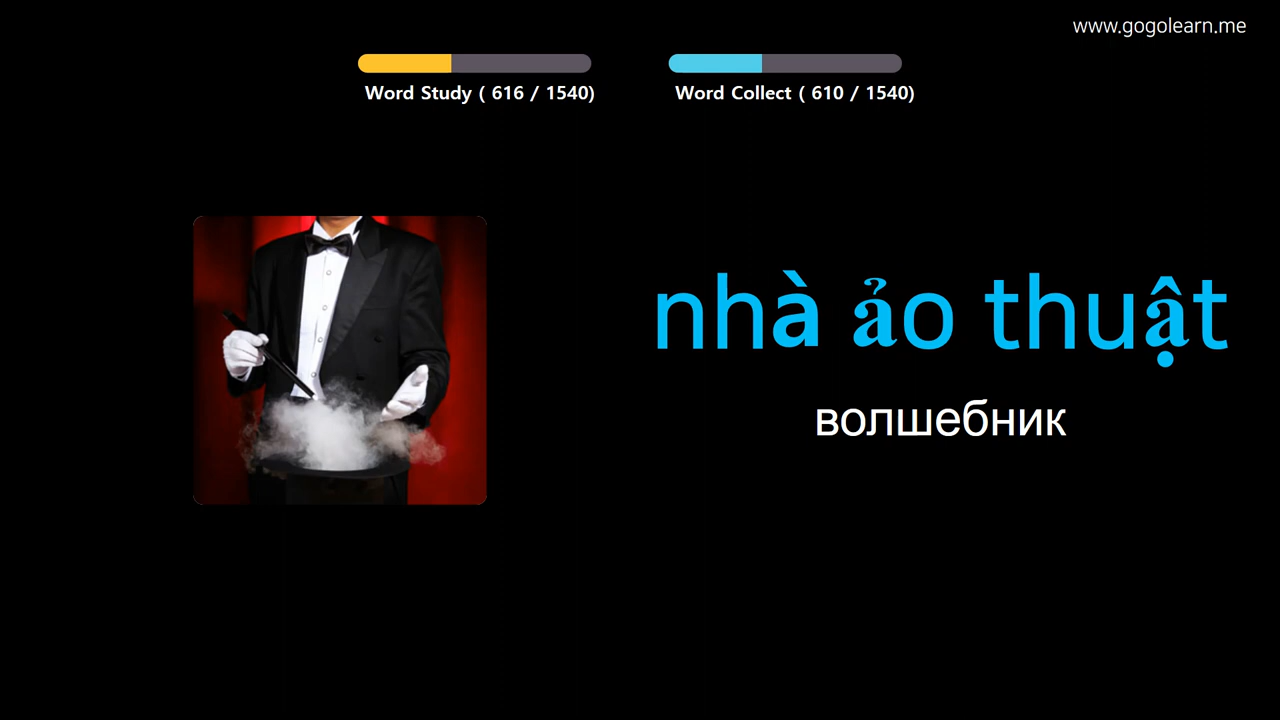 www.gogolearn.me
Word Study ( 616 / 1540)
Word Collect ( 610 / 1540)
nhà ảo thuật
волшебник